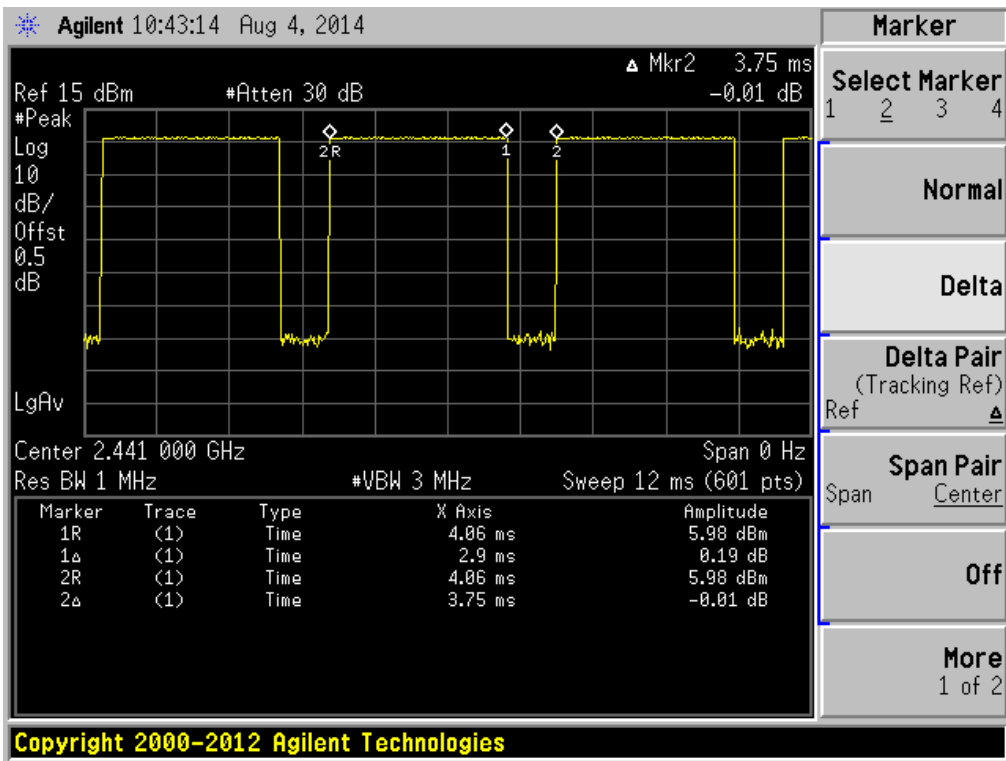 Agilent 10:43:14 Aug 4, 2014
Δ Mkr2 3.75 ms
Ref 15 dBm #Atten 30 dB -0.01 dB
#Peak
Log
10
dB/
Offst
0.5
dB
LgAv
2R 1 2
Center 2.441 000 GHz Span 0 Hz
Res BW 1 MHz #VBW 3 MHz Sweep 12 ms (601 pts)
Marker Trace Type X Axis Amplitude
1R (1) Time 4.06 ms 5.98 dBm
1Δ (1) Time 2.9 ms 0.19 dB
2R (1) Time 4.06 ms 5.98 dBm
2Δ (1) Time 3.75 ms -0.01 dB
Marker
Select Marker
1 2 3 4
Normal
Delta
Delta Pair
(Tracking Ref)
Ref Δ
Span Pair
Span Center
Off
More
1 of 2
Copyright 2000-2012 Agilent Technologies